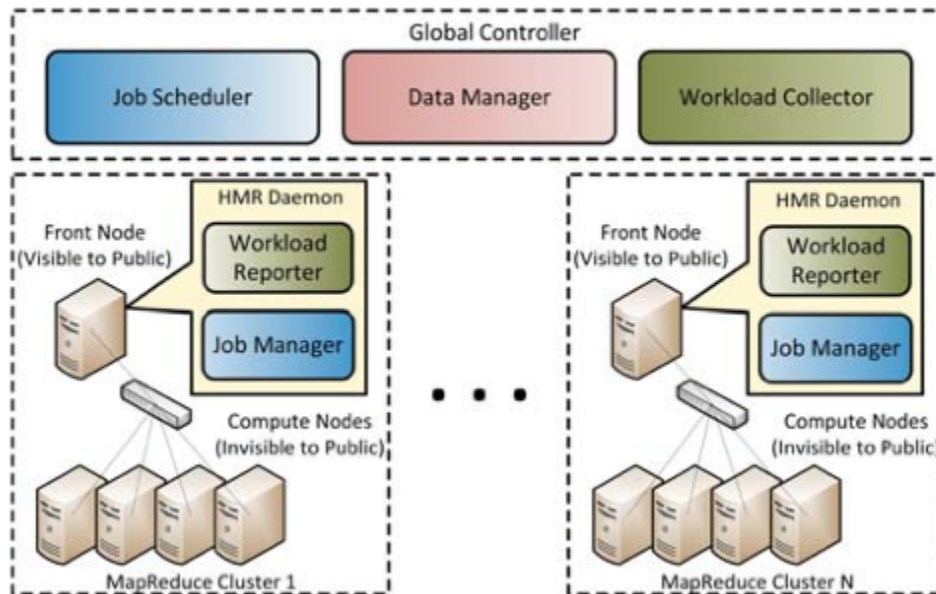 Global Controller
Job Scheduler
Data Manager
Workload Collector
HMR Daemon
Front Node
(Visible to Public)
Workload
Reporter
Job Manager
Compute Nodes
(Invisible to Public)
MapReduce Cluster 1
HMR Daemon
Front Node
(Visible to Public)
Workload
Reporter
Job Manager
Compute Nodes
(Invisible to Public)
MapReduce Cluster N